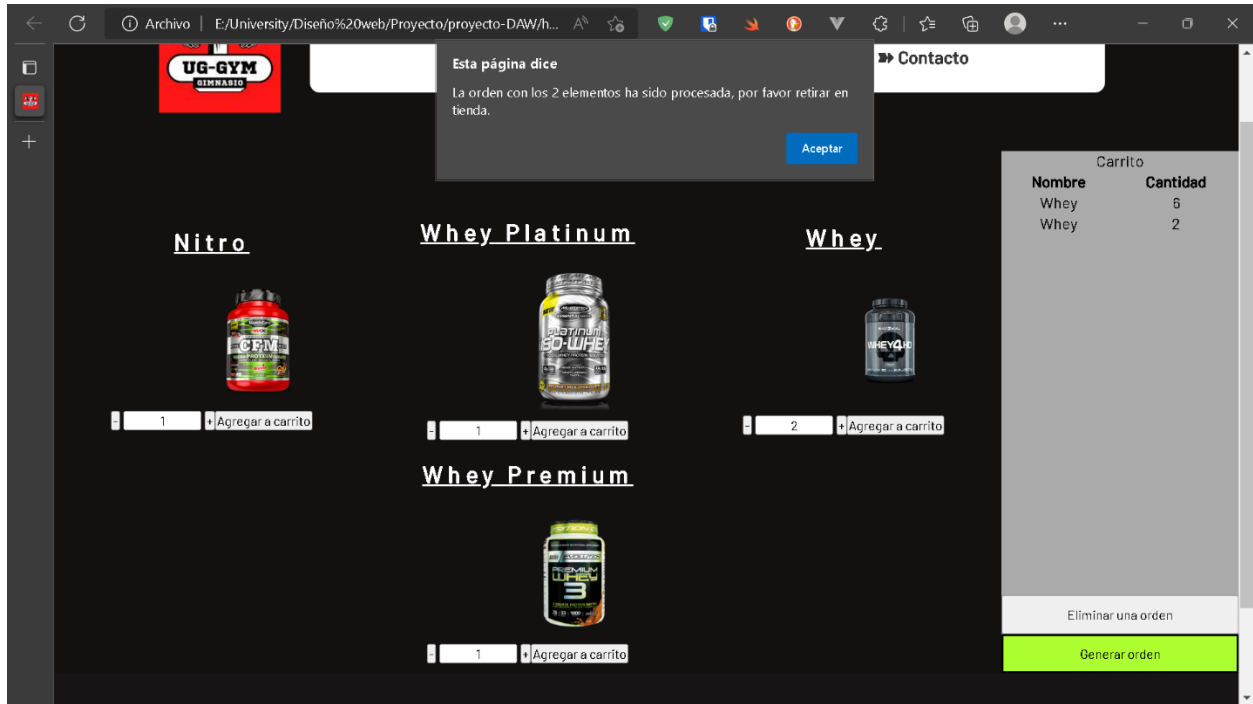 Archivo | E:/University/Diseño%20web/Proyecto/proyecto-DAW/h...
UG-GYM
GIMNASIO
➽ Contacto
Esta página dice
La orden con los 2 elementos ha sido procesada, por favor retirar en
tienda.
Aceptar
Carrito
Nombre Cantidad
Whey 6
Whey 2
Nitro
Whey Platinum
Whey
CFM
PLATINUM
ISO-WHEY
WHEY4HD
- 1 + Agregar a carrito
- 1 + Agregar a carrito
- 2 + Agregar a carrito
Whey Premium
PREMIUM
WHEY
3
- 1 + Agregar a carrito
Eliminar una orden
Generar orden